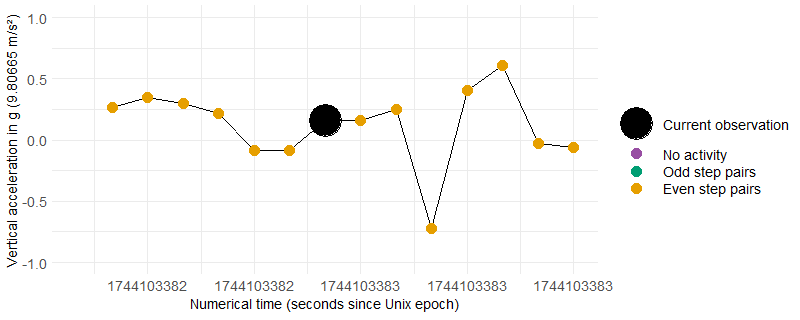 Vertical acceleration in g (9.80665 m/s²)
1.0
0.5
0.0
-0.5
-1.0
1744103382 1744103382 1744103383 1744103383 1744103383
Numerical time (seconds since Unix epoch)
Current observation
No activity
Odd step pairs
Even step pairs